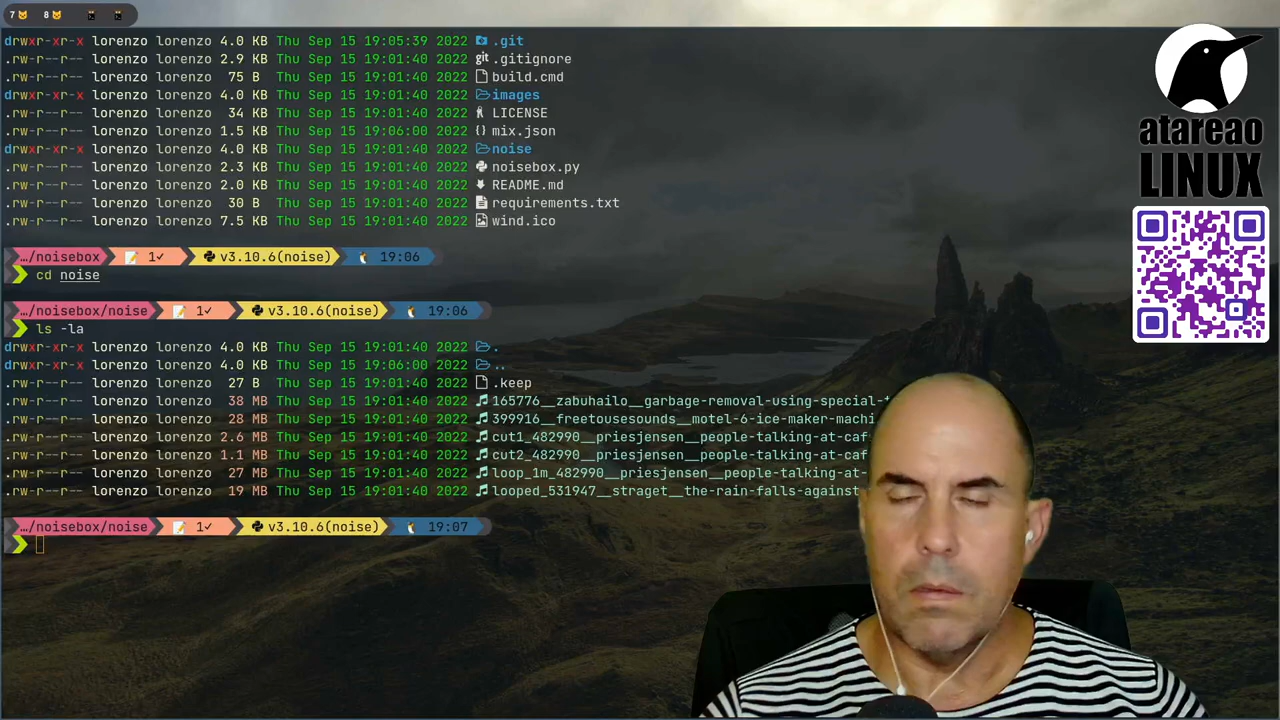 7 8
drwxr-xr-x lorenzo lorenzo 4.0 KB Thu Sep 15 19:05:39 2022 .git
.rw-r--r-- lorenzo lorenzo 2.9 KB Thu Sep 15 19:01:40 2022 .gitignore
.rw-r--r-- lorenzo lorenzo 75 B Thu Sep 15 19:01:40 2022 build.cmd
drwxr-xr-x lorenzo lorenzo 4.0 KB Thu Sep 15 19:01:40 2022 images
.rw-r--r-- lorenzo lorenzo 34 KB Thu Sep 15 19:01:40 2022 LICENSE
.rw-r--r-- lorenzo lorenzo 1.5 KB Thu Sep 15 19:06:00 2022 mix.json
drwxr-xr-x lorenzo lorenzo 4.0 KB Thu Sep 15 19:01:40 2022 noise
.rw-r--r-- lorenzo lorenzo 2.3 KB Thu Sep 15 19:01:40 2022 noisebox.py
.rw-r--r-- lorenzo lorenzo 2.0 KB Thu Sep 15 19:01:40 2022 README.md
.rw-r--r-- lorenzo lorenzo 30 B Thu Sep 15 19:01:40 2022 requirements.txt
.rw-r--r-- lorenzo lorenzo 7.5 KB Thu Sep 15 19:01:40 2022 wind.ico
…/noisebox 1✓ v3.10.6(noise) 19:06
cd noise
…/noisebox/noise 1✓ v3.10.6(noise) 19:06
ls -la
drwxr-xr-x lorenzo lorenzo 4.0 KB Thu Sep 15 19:01:40 2022 .
drwxr-xr-x lorenzo lorenzo 4.0 KB Thu Sep 15 19:06:00 2022 ..
.rw-r--r-- lorenzo lorenzo 27 B Thu Sep 15 19:01:40 2022 .keep
.rw-r--r-- lorenzo lorenzo 38 MB Thu Sep 15 19:01:40 2022 165776__zabuhailo__garbage-removal-using-special-
.rw-r--r-- lorenzo lorenzo 28 MB Thu Sep 15 19:01:40 2022 399916__freetousesounds__motel-6-ice-maker-machi
.rw-r--r-- lorenzo lorenzo 2.6 MB Thu Sep 15 19:01:40 2022 cut1_482990__priesjensen__people-talking-at-caf
.rw-r--r-- lorenzo lorenzo 1.1 MB Thu Sep 15 19:01:40 2022 cut2_482990__priesjensen__people-talking-at-caf
.rw-r--r-- lorenzo lorenzo 27 MB Thu Sep 15 19:01:40 2022 loop_1m_482990__priesjensen__people-talking-at-
.rw-r--r-- lorenzo lorenzo 19 MB Thu Sep 15 19:01:40 2022 looped_531947__straget__the-rain-falls-against
…/noisebox/noise 1✓ v3.10.6(noise) 19:07
atareao
LINUX